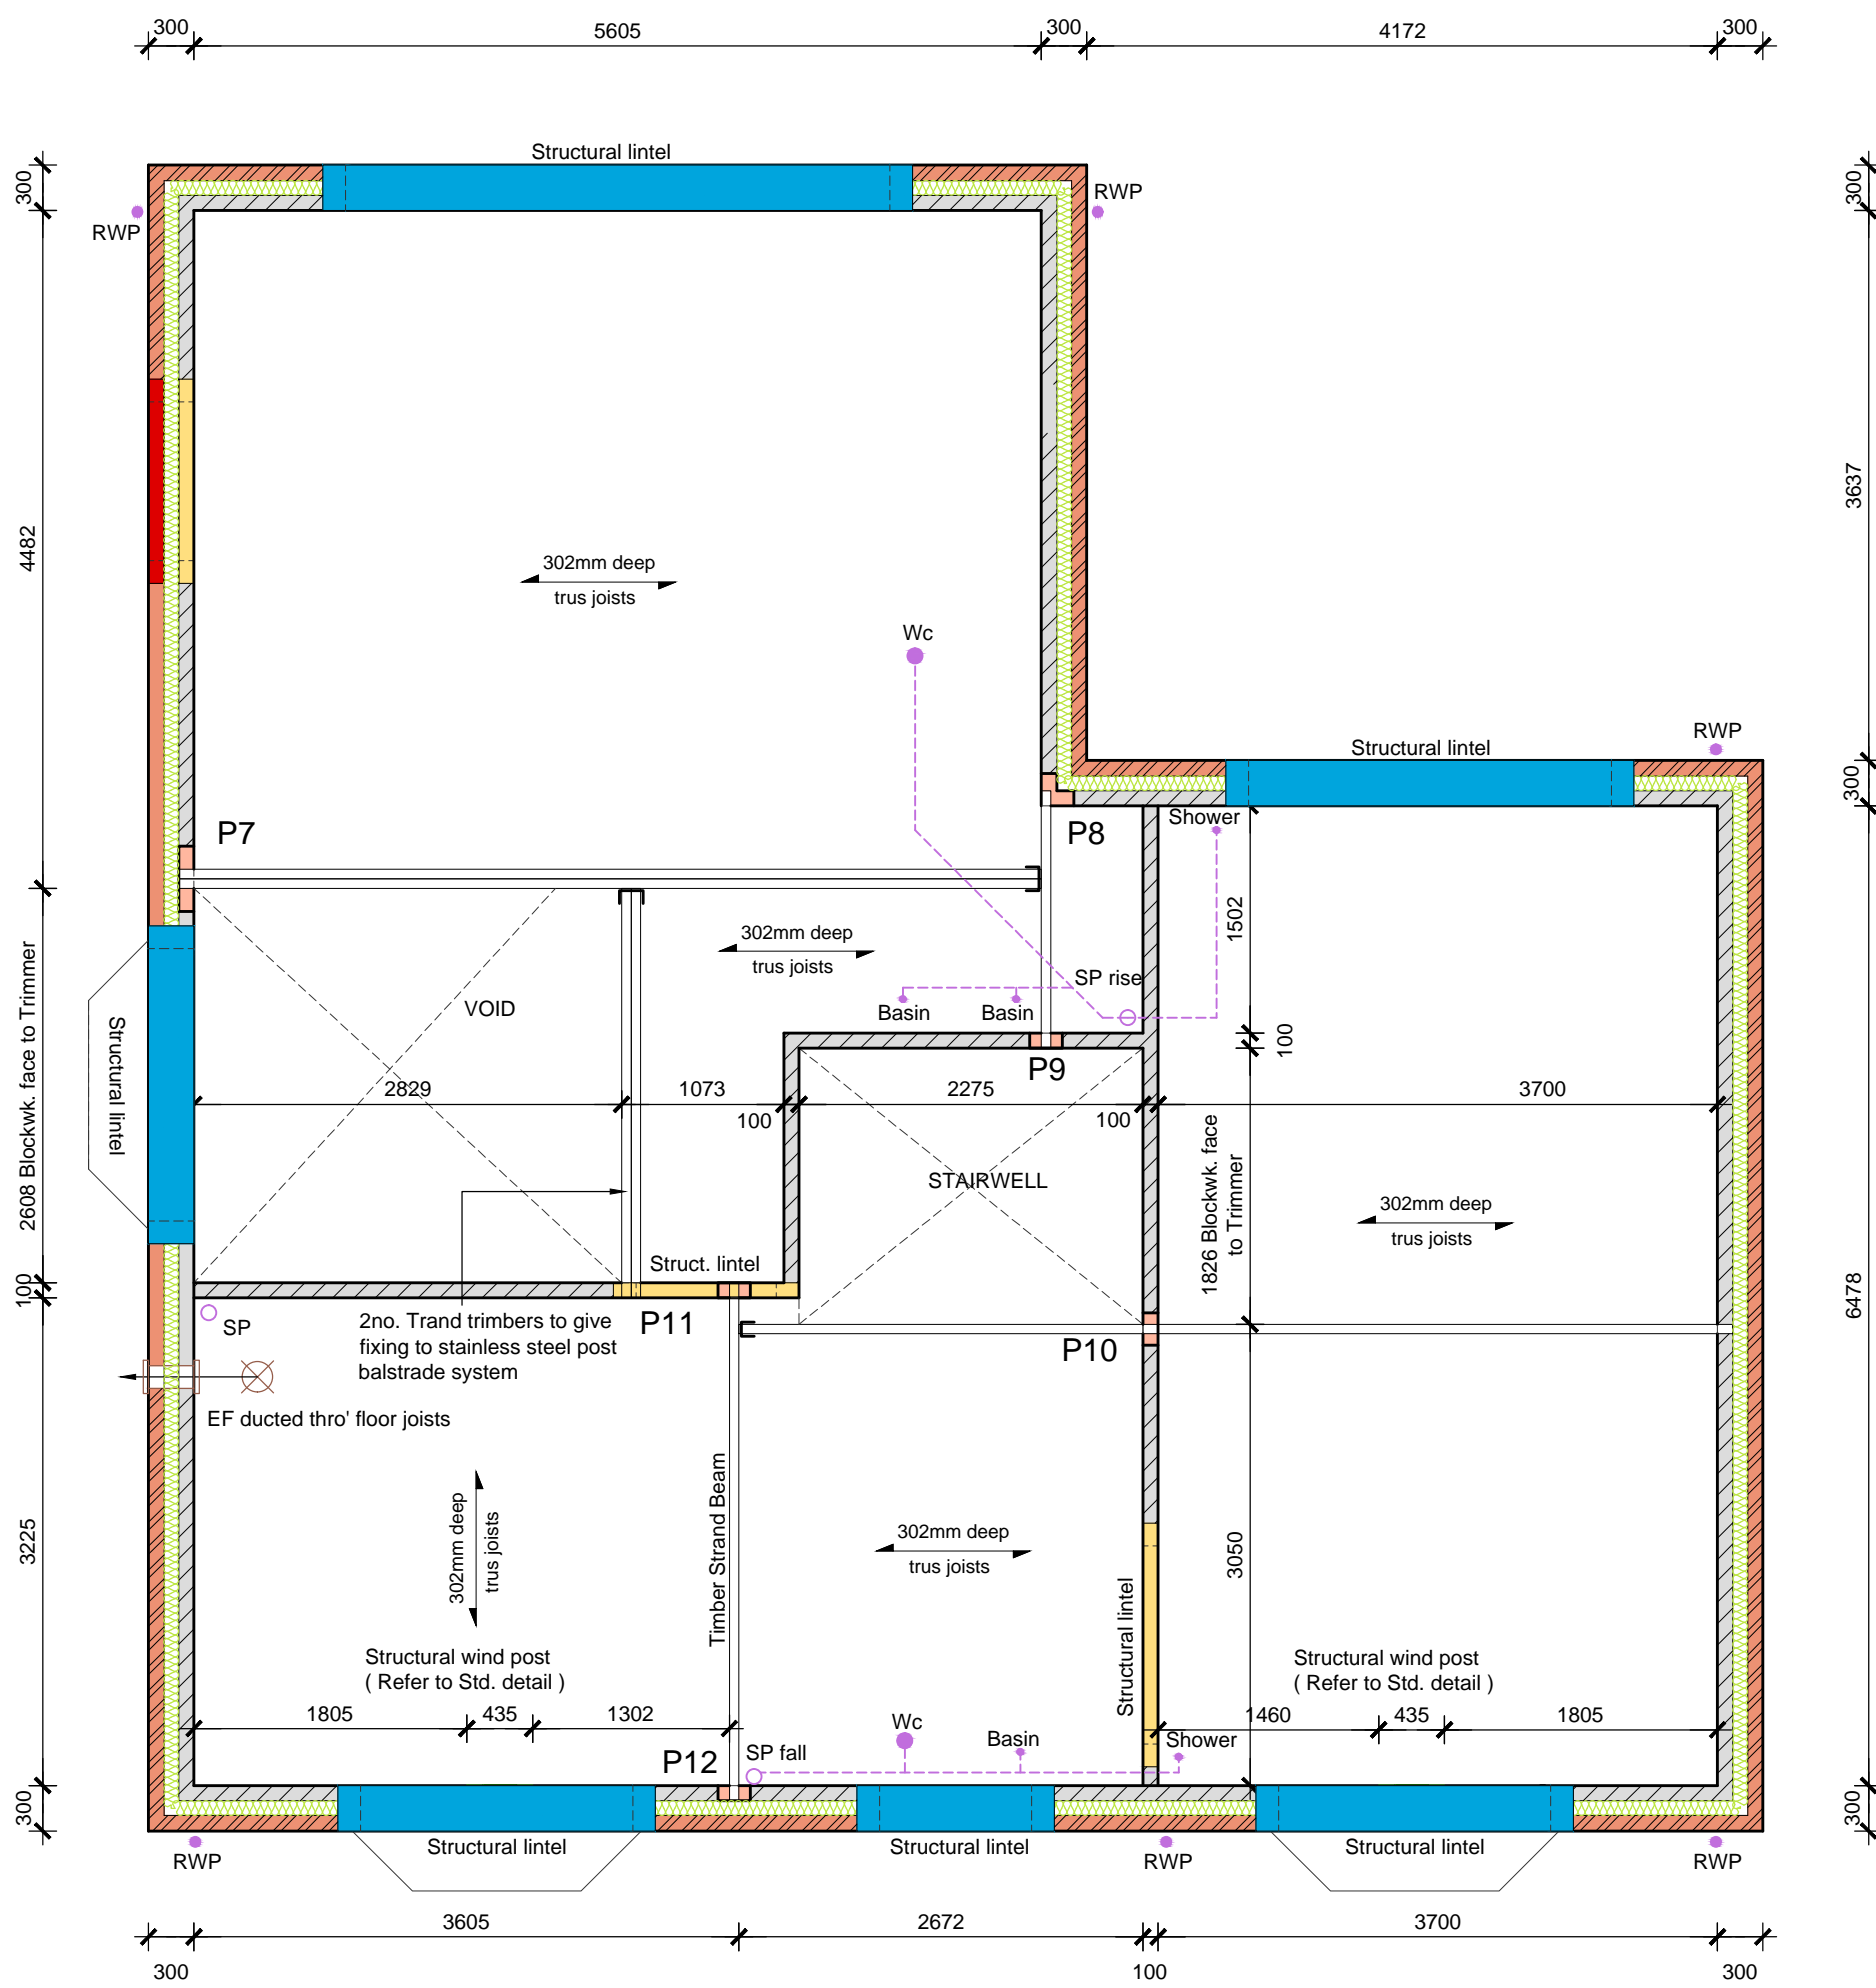 300
5605
300
4172
300
Structural lintel
300
RWP
RWP
300
302mm deep
trus joists
4482
3637
Wc
RWP
Structural lintel
300
P7
P8
Shower
1502
302mm deep
trus joists
SP rise
VOID
Basin
Basin
100
2608 Blockwk. face to Trimmer
Structural lintel
P9
2829
1073
100
2275
100
3700
1826 Blockwk. face
to Trimmer
STAIRWELL
302mm deep
trus joists
6478
Struct. lintel
100
SP
2no. Trand trimbers to give
fixing to stainless steel post
balstrade system
P11
P10
EF ducted thro' floor joists
3225
302mm deep
trus joists
Timber Strand Beam
302mm deep
trus joists
3050
Structural lintel
Structural wind post
( Refer to Std. detail )
Structural wind post
( Refer to Std. detail )
1805
435
1302
1460
435
1805
P12
SP fall
Wc
Basin
Shower
300
300
RWP
Structural lintel
Structural lintel
RWP
Structural lintel
RWP
3605
2672
3700
300
100
300